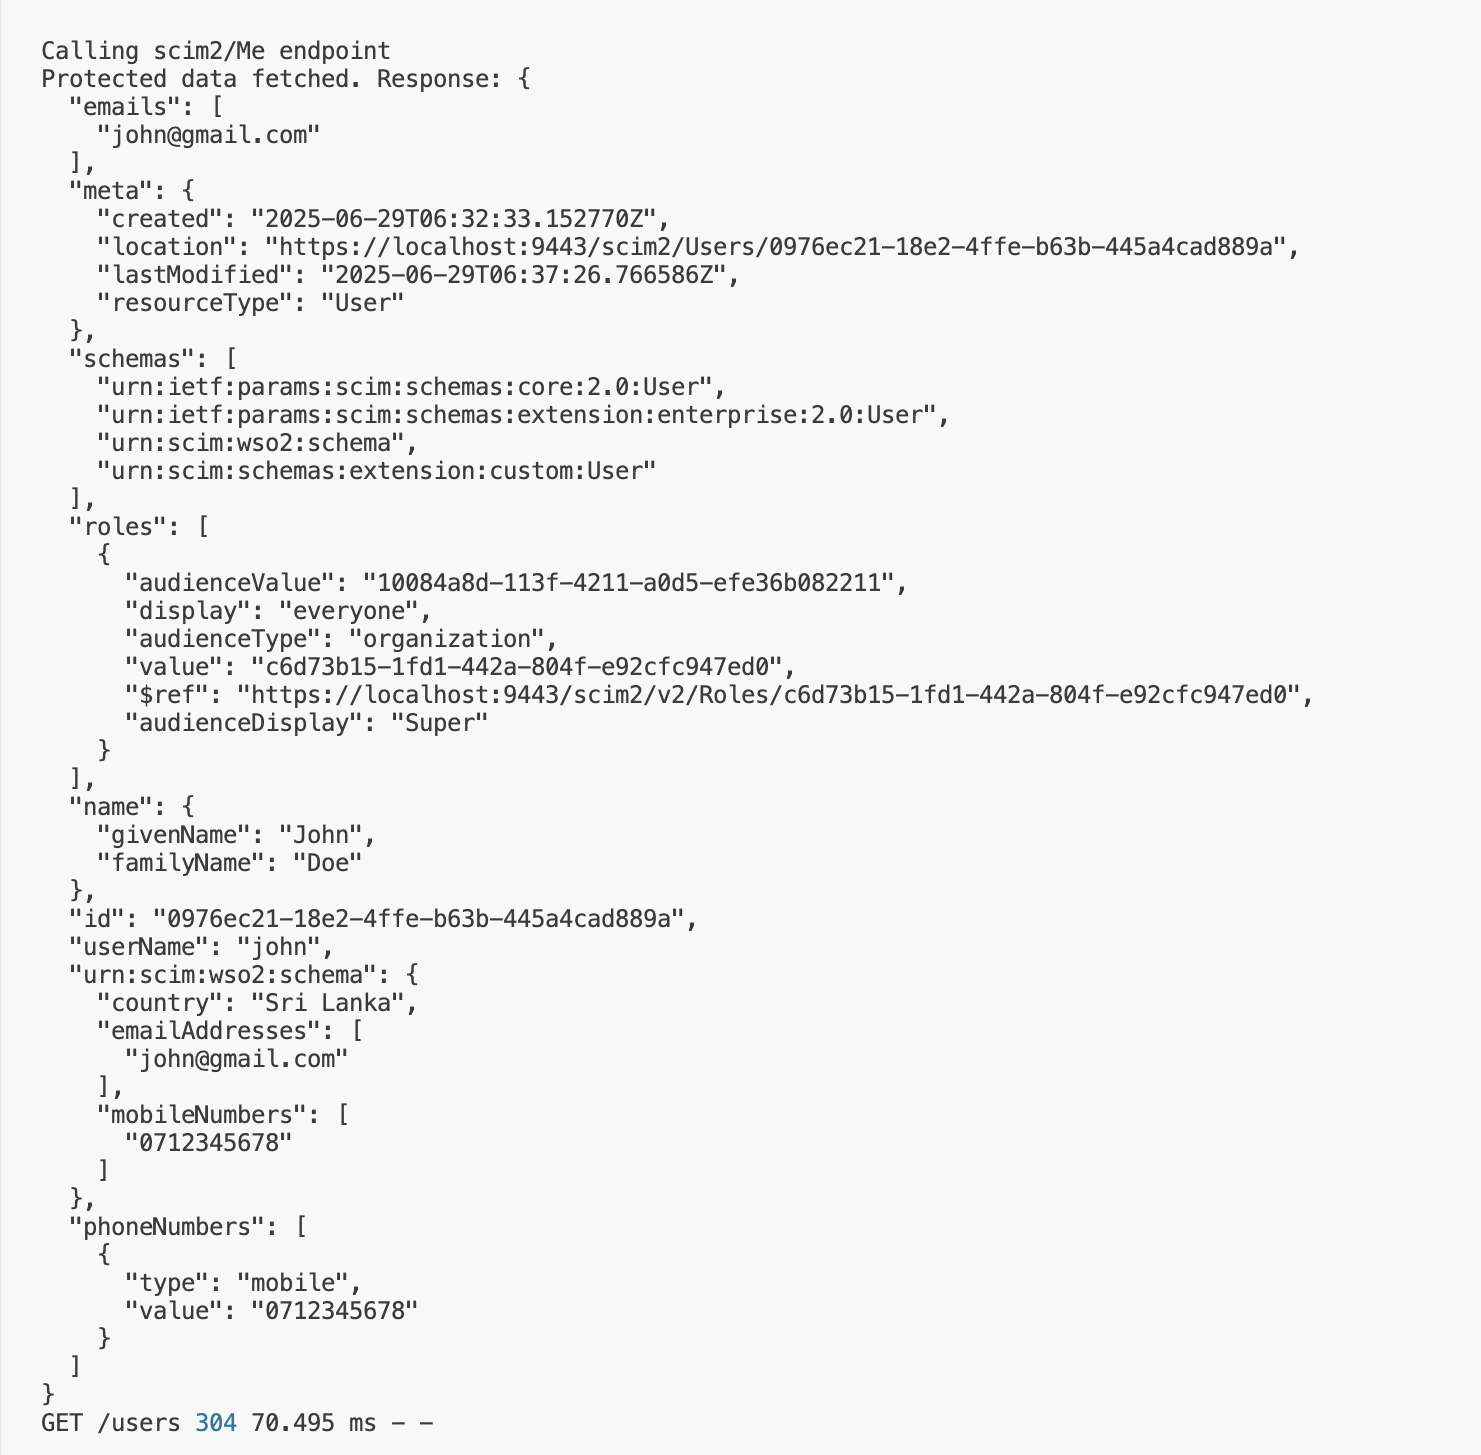 Calling scim2/Me endpoint
Protected data fetched. Response: {
  "emails": [
    "john@gmail.com"
  ],
  "meta": {
    "created": "2025-06-29T06:32:33.152770Z",
    "location": "https://localhost:9443/scim2/Users/0976ec21-18e2-4ffe-b63b-445a4cad889a",
    "lastModified": "2025-06-29T06:37:26.766586Z",
    "resourceType": "User"
  },
  "schemas": [
    "urn:ietf:params:scim:schemas:core:2.0:User",
    "urn:ietf:params:scim:schemas:extension:enterprise:2.0:User",
    "urn:scim:wso2:schema",
    "urn:scim:schemas:extension:custom:User"
  ],
  "roles": [
    {
      "audienceValue": "10084a8d-113f-4211-a0d5-efe36b082211",
      "display": "everyone",
      "audienceType": "organization",
      "value": "c6d73b15-1fd1-442a-804f-e92cfc947ed0",
      "$ref": "https://localhost:9443/scim2/v2/Roles/c6d73b15-1fd1-442a-804f-e92cfc947ed0",
      "audienceDisplay": "Super"
    }
  ],
  "name": {
    "givenName": "John",
    "familyName": "Doe"
  },
  "id": "0976ec21-18e2-4ffe-b63b-445a4cad889a",
  "userName": "john",
  "urn:scim:wso2:schema": {
    "country": "Sri Lanka",
    "emailAddresses": [
      "john@gmail.com"
    ],
    "mobileNumbers": [
      "0712345678"
    ]
  },
  "phoneNumbers": [
    {
      "type": "mobile",
      "value": "0712345678"
    }
  ]
}
GET /users 304 70.495 ms - -